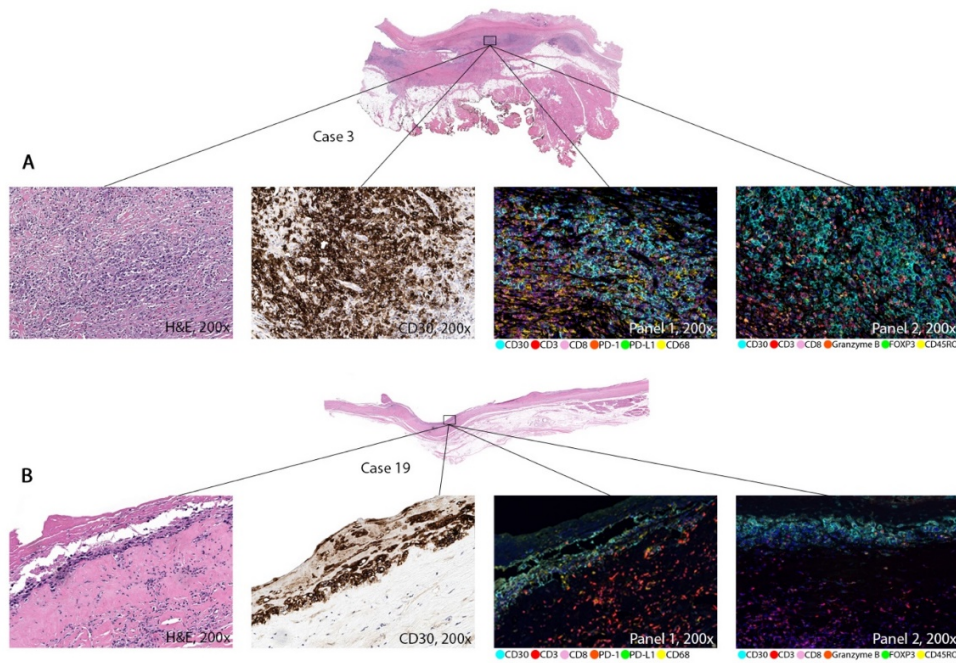 Case 3
A
H&E, 200x
CD30, 200x
Panel 1, 200x
Panel 2, 200x
CD30 CD3 CD8 PD-1 PD-L1 CD68
CD30 CD3 CD8 Granzyme B FOXP3 CD45RO
Case 19
B
H&E, 200x
CD30, 200x
Panel 1, 200x
Panel 2, 200x
CD30 CD3 CD8 PD-1 PD-L1 CD68
CD30 CD3 CD8 Granzyme B FOXP3 CD45RO